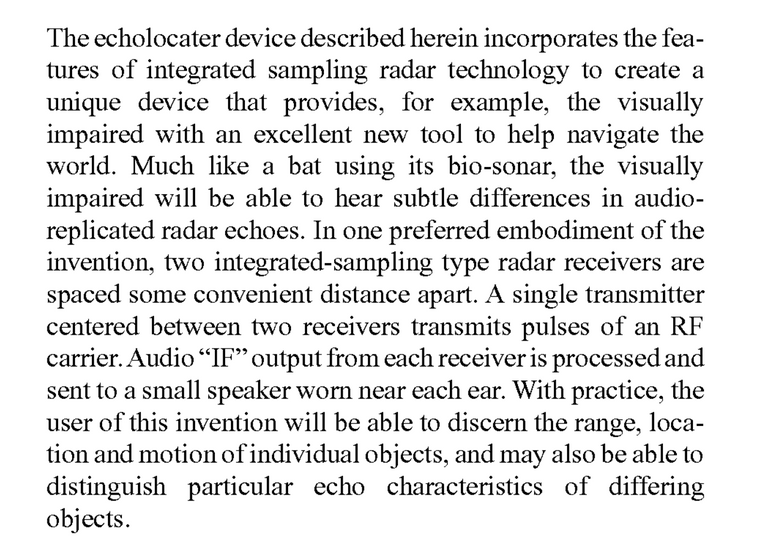 The echolocater device described herein incorporates the fea-
tures of integrated sampling radar technology to create a
unique device that provides, for example, the visually
impaired with an excellent new tool to help navigate the
world. Much like a bat using its bio-sonar, the visually
impaired will be able to hear subtle differences in audio-
replicated radar echoes. In one preferred embodiment of the
invention, two integrated-sampling type radar receivers are
spaced some convenient distance apart. A single transmitter
centered between two receivers transmits pulses of an RF
carrier. Audio “IF” output from each receiver is processed and
sent to a small speaker worn near each ear. With practice, the
user of this invention will be able to discern the range, loca-
tion and motion of individual objects, and may also be able to
distinguish particular echo characteristics of differing
objects.